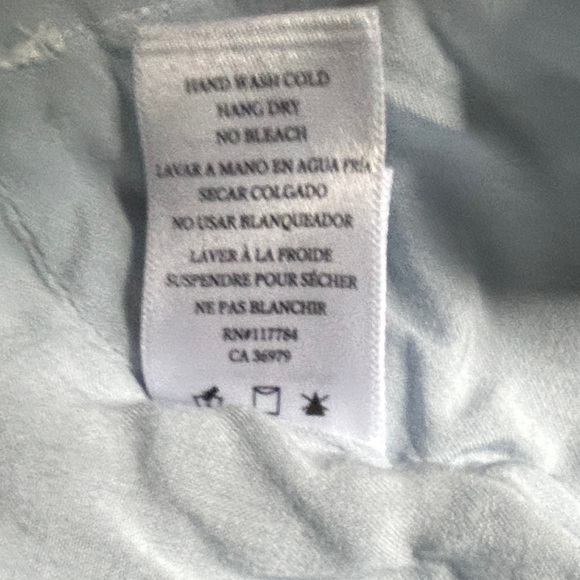 HAND WASH COLD
HANG DRY
NO BLEACH
LAVAR A MANO EN AGUA FRÍA
SECAR COLGADO
NO USAR BLANQUEADOR
LAVER À LA FROIDE
SUSPENDRE POUR SÉCHER
NE PAS BLANCHIR
RN#117784
CA 36979